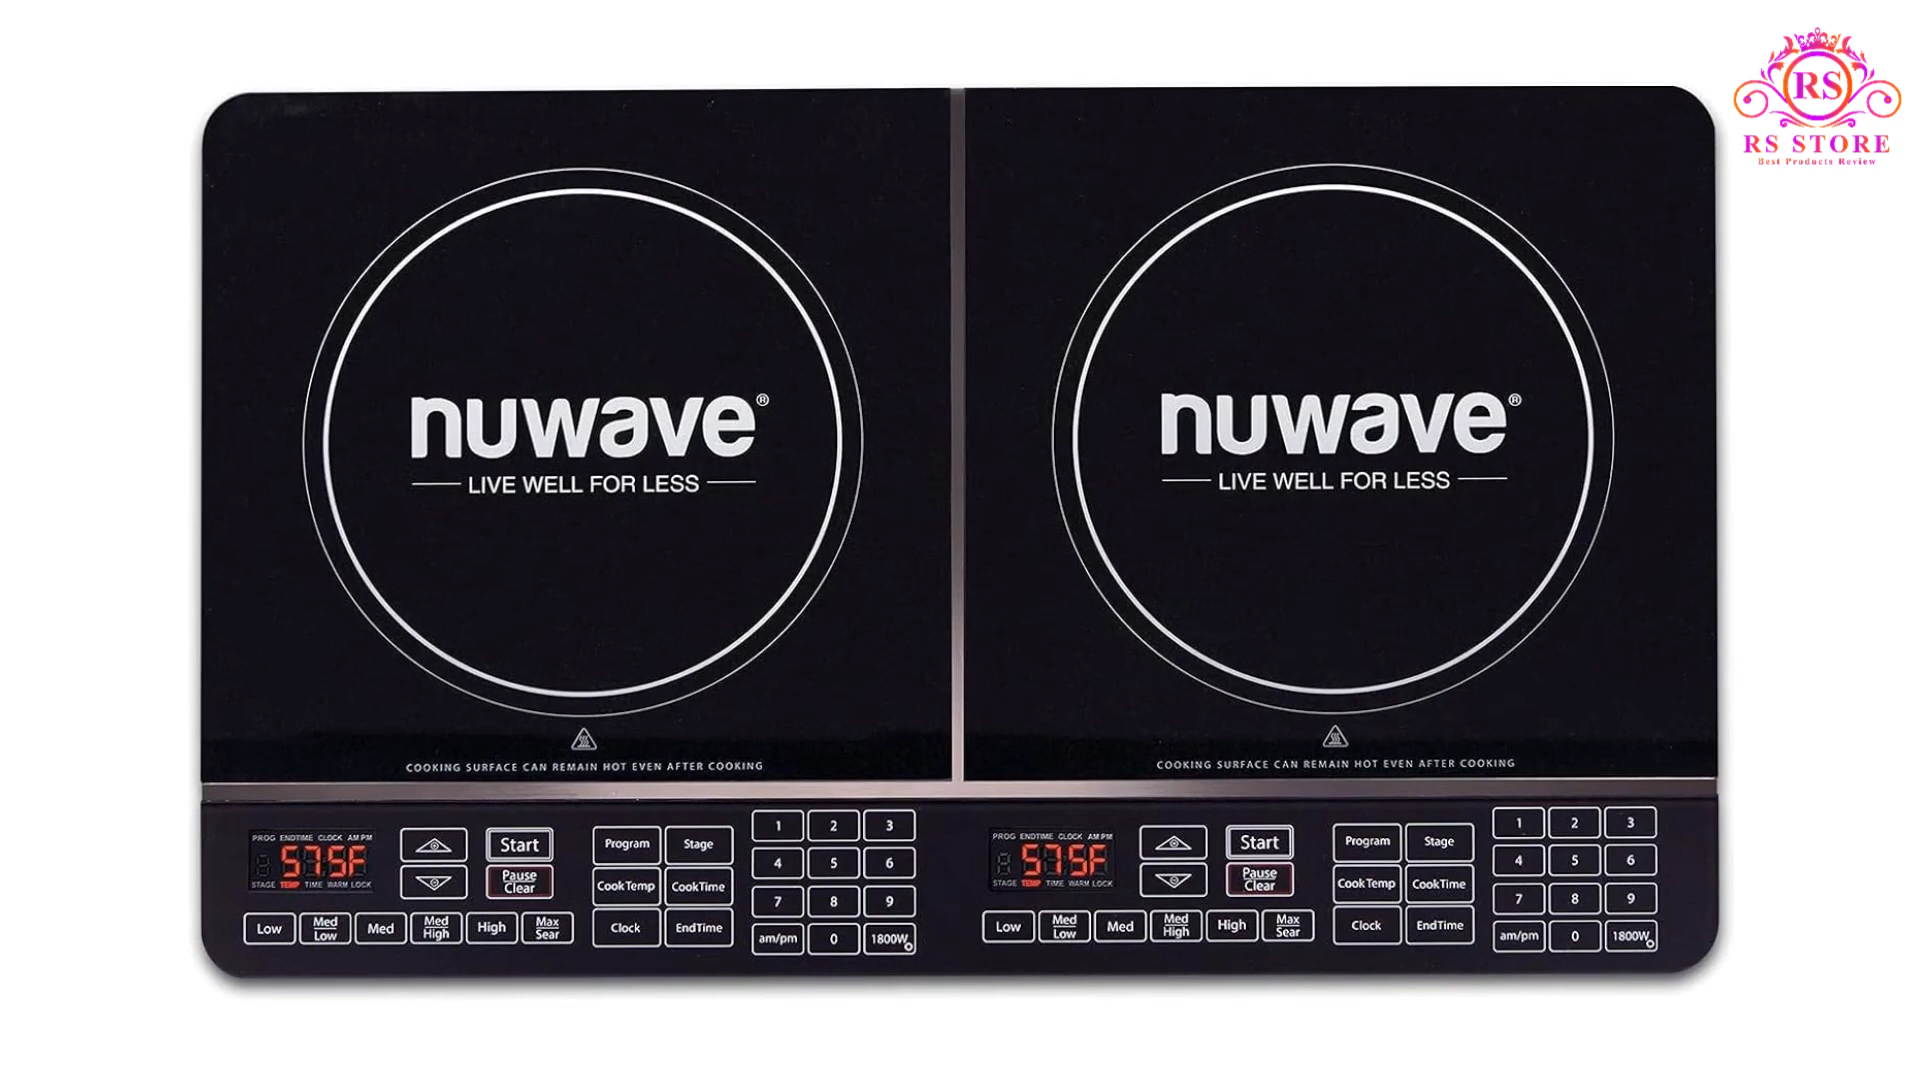 RS
RS STORE
Best Products Review
nuwave®
LIVE WELL FOR LESS
COOKING SURFACE CAN REMAIN HOT EVEN AFTER COOKING
nuwave®
LIVE WELL FOR LESS
COOKING SURFACE CAN REMAIN HOT EVEN AFTER COOKING
PROG ENDTIME CLOCK AM PM
575F
STAGE TEMP TIME WARM LOCK
Start
Pause
Clear
Low
Med
Low
Med
Med
High
High
Max
Sear
Program
Stage
Cook Temp
CookTime
Clock
EndTime
1 2 3
4 5 6
7 8 9
am/pm 0 1800W
PROG ENDTIME CLOCK AM PM
575F
STAGE TEMP TIME WARM LOCK
Start
Pause
Clear
Low
Med
Low
Med
Med
High
High
Max
Sear
Program
Stage
Cook Temp
CookTime
Clock
EndTime
1 2 3
4 5 6
7 8 9
am/pm 0 1800W